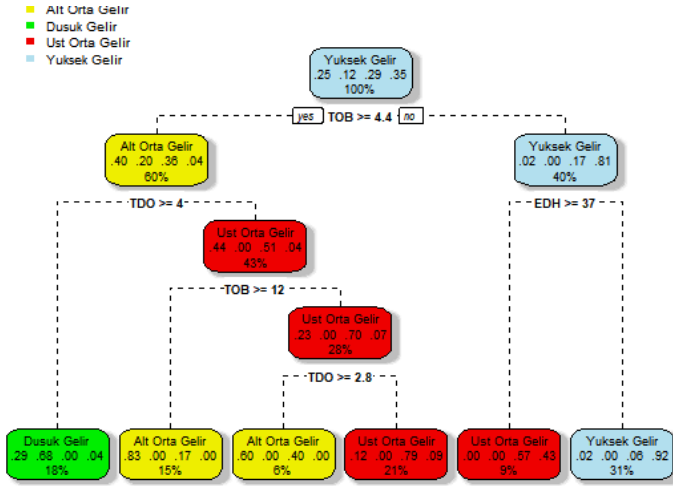 Alt Orta Gelir
Dusuk Gelir
Ust Orta Gelir
Yuksek Gelir
Yuksek Gelir
.25 .12 .29 .35
100%
yes TOB >= 4.4 no
Alt Orta Gelir
.40 .20 .36 .04
60%
Yuksek Gelir
.02 .00 .17 .81
40%
TDO >= 4
EDH >= 37
Ust Orta Gelir
.44 .00 .51 .04
43%
TOB >= 12
Ust Orta Gelir
.23 .00 .70 .07
28%
TDO >= 2.8
Dusuk Gelir
.29 .68 .00 .04
18%
Alt Orta Gelir
.83 .00 .17 .00
15%
Alt Orta Gelir
.60 .00 .40 .00
6%
Ust Orta Gelir
.12 .00 .79 .09
21%
Ust Orta Gelir
.00 .00 .57 .43
9%
Yuksek Gelir
.02 .00 .06 .92
31%